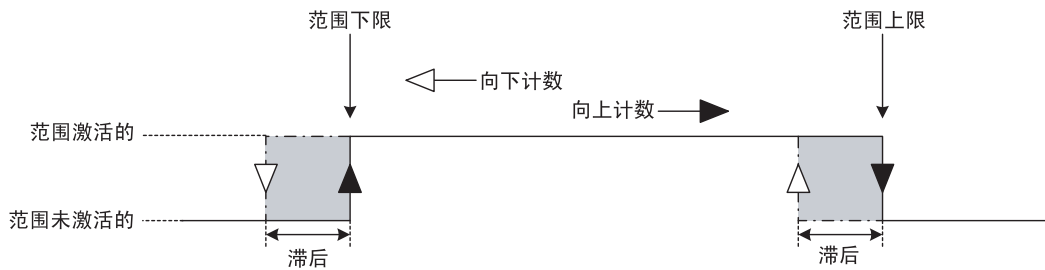 范围下限
范围上限
向下计数
向上计数
范围激活的
范围未激活的
滞后
滞后